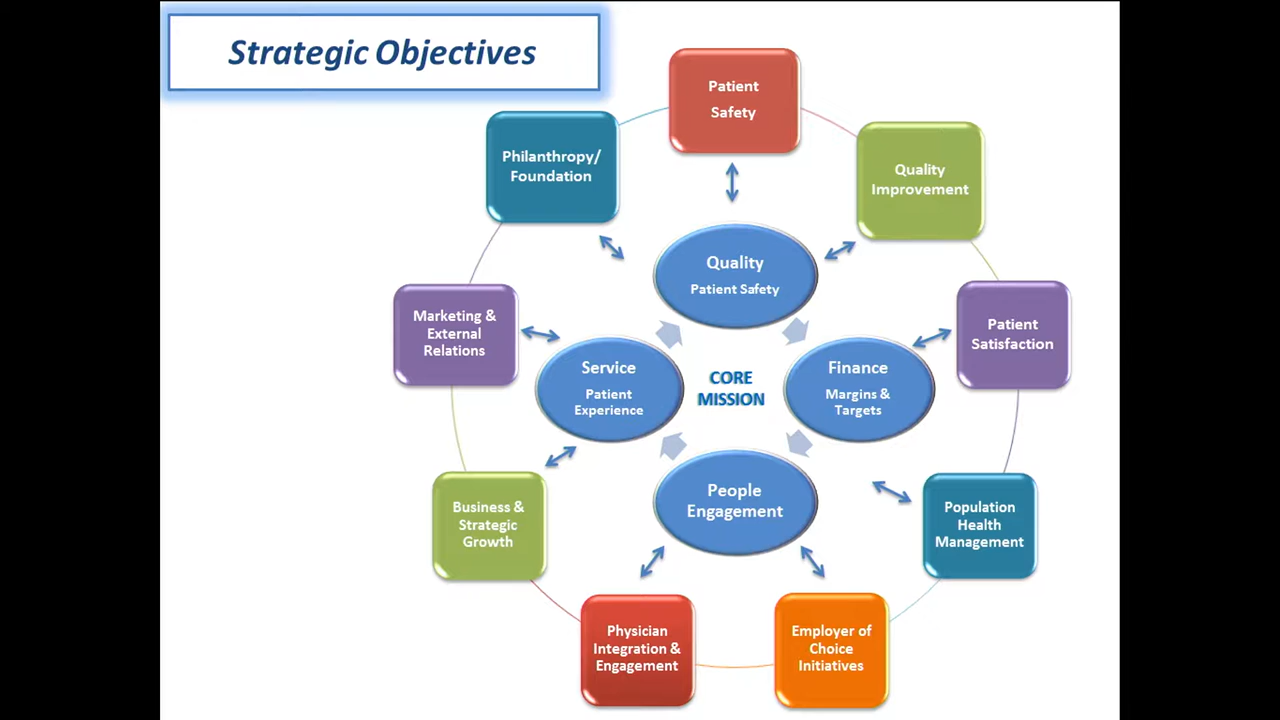 Strategic Objectives
Patient
Safety
Philanthropy/
Foundation
Quality
Improvement
Quality
Patient Safety
Marketing &
External
Relations
Patient
Satisfaction
Service
Patient
Experience
CORE
MISSION
Finance
Margins &
Targets
People
Engagement
Business &
Strategic
Growth
Population
Health
Management
Physician
Integration &
Engagement
Employer of
Choice
Initiatives